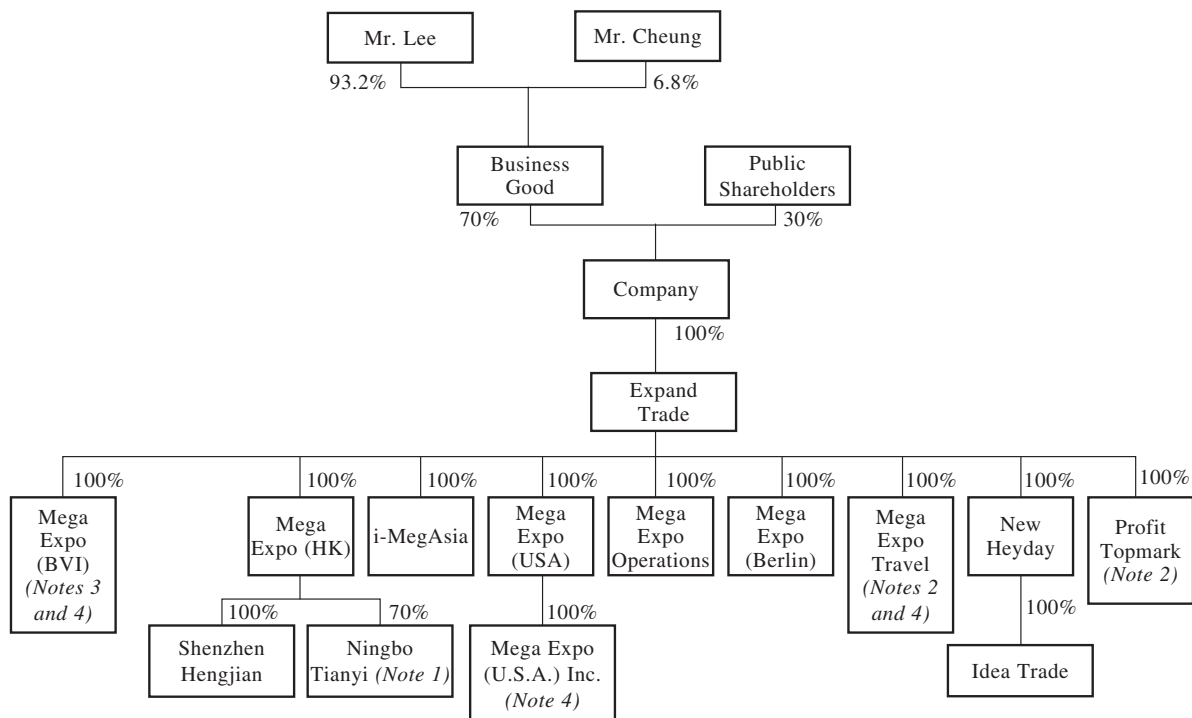 Mr. Lee
Mr. Cheung
93.2%
6.8%
Business
Good
Public
Shareholders
70%
30%
Company
100%
Expand
Trade
100%
100%
100%
100%
100%
100%
100%
100%
100%
Mega
Expo
(BVI)
(Notes 3
and 4)
Mega
Expo (HK)
i-MegAsia
Mega
Expo
(USA)
Mega
Expo
Operations
Mega
Expo
(Berlin)
Mega
Expo
Travel
(Notes 2
and 4)
New
Heyday
Profit
Topmark
(Note 2)
100%
70%
100%
100%
Shenzhen
Hengjian
Ningbo
Tianyi (Note 1)
Mega Expo
(U.S.A.) Inc.
(Note 4)
Idea Trade